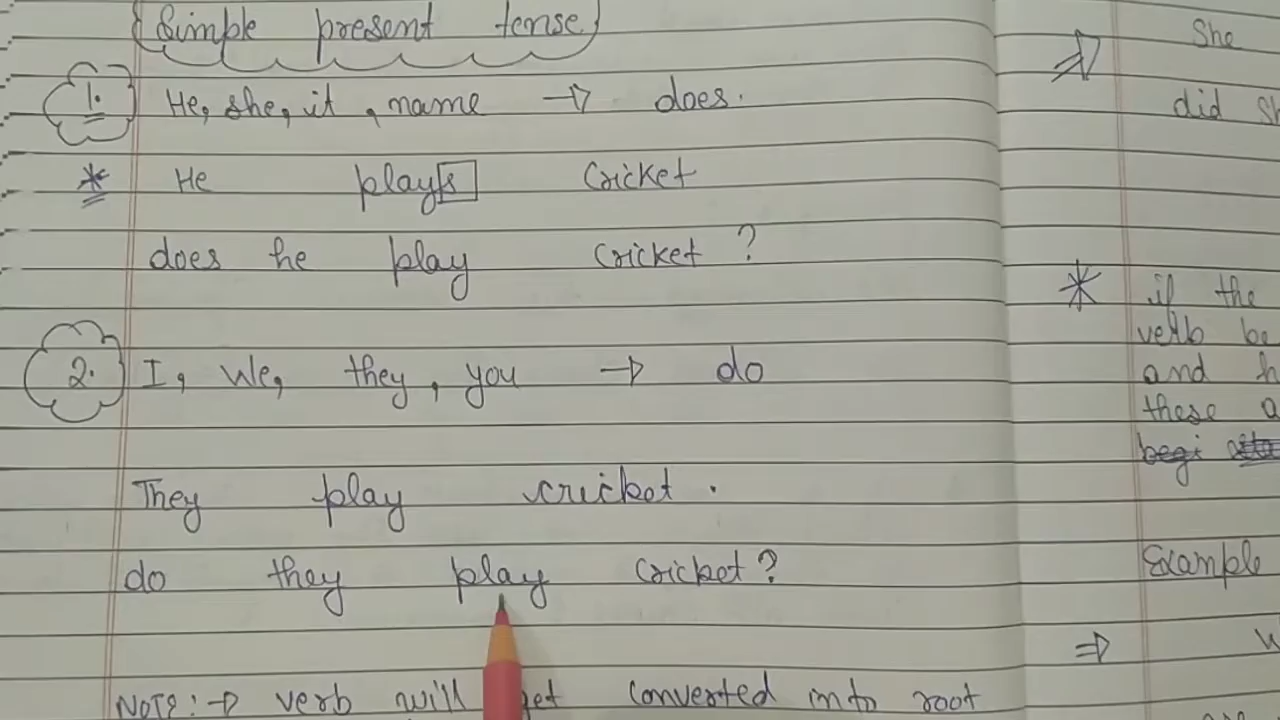 Simple present tense
1. He, she, it, name → does.
* He plays Cricket
does he play Cricket ?
2. I, We, they, you → do
They play cricket .
do they play Cricket ?
NOTE:→ verb will get converted into root
⇒ She
did
* if the
verb be
and
these
Example
⇒